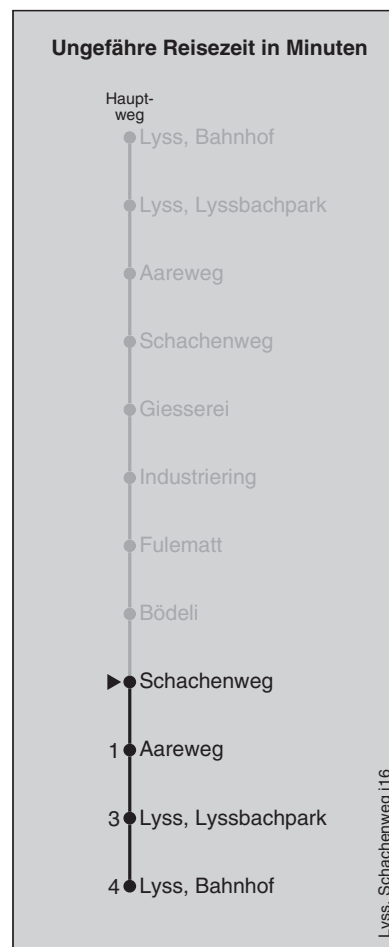 Ungefähre Reisezeit in Minuten
Haupt-
weg
Lyss, Bahnhof
Lyss, Lyssbachpark
Aareweg
Schachenweg
Giesserei
Industriering
Fulematt
Bödeli
Schachenweg
1 Aareweg
3 Lyss, Lyssbachpark
4 Lyss, Bahnhof
Lyss, Schachenweg j16